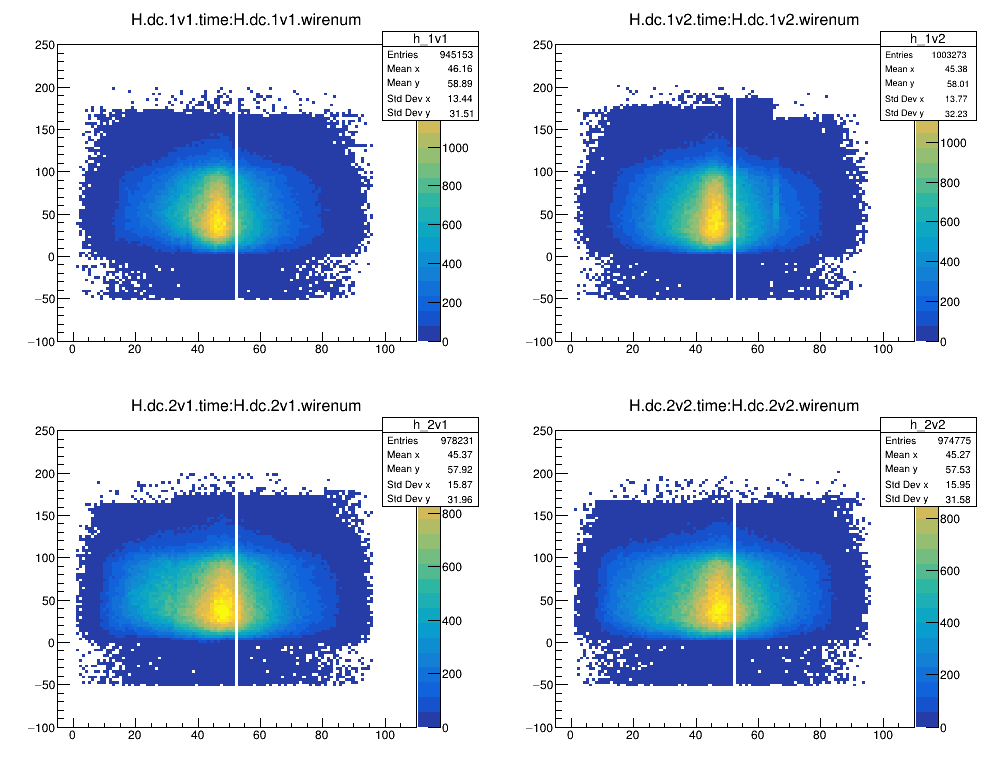 H.dc.1v1.time:H.dc.1v1.wirenum
h_1v1
Entries 945153
Mean x 46.16
Mean y 58.89
Std Dev x 13.44
Std Dev y 31.51
250
200
150
100
50
0
−50
−100
0 20 40 60 80 100
1000
800
600
400
200
0
H.dc.1v2.time:H.dc.1v2.wirenum
h_1v2
Entries 1003273
Mean x 45.38
Mean y 58.01
Std Dev x 13.77
Std Dev y 32.23
250
200
150
100
50
0
−50
−100
0 20 40 60 80 100
1000
800
600
400
200
0
H.dc.2v1.time:H.dc.2v1.wirenum
h_2v1
Entries 978231
Mean x 45.37
Mean y 57.92
Std Dev x 15.87
Std Dev y 31.96
250
200
150
100
50
0
−50
−100
0 20 40 60 80 100
800
600
400
200
0
H.dc.2v2.time:H.dc.2v2.wirenum
h_2v2
Entries 974775
Mean x 45.27
Mean y 57.53
Std Dev x 15.95
Std Dev y 31.58
250
200
150
100
50
0
−50
−100
0 20 40 60 80 100
800
600
400
200
0